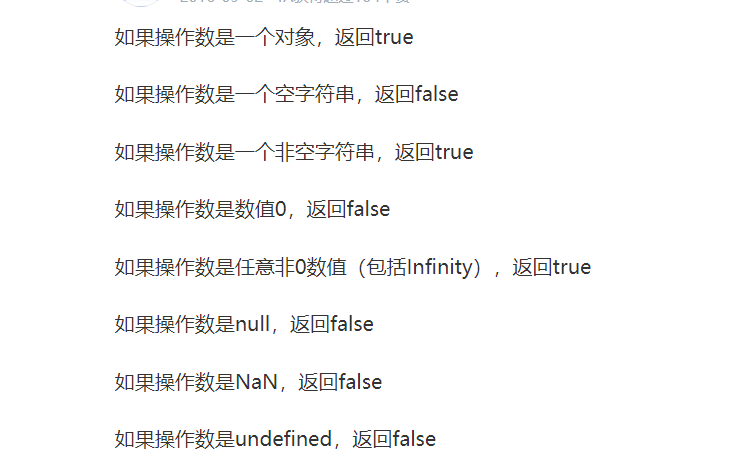 如果操作数是一个对象，返回true
如果操作数是一个空字符串，返回false
如果操作数是一个非空字符串，返回true
如果操作数是数值0，返回false
如果操作数是任意非0数值（包括Infinity），返回true
如果操作数是null，返回false
如果操作数是NaN，返回false
如果操作数是undefined，返回false